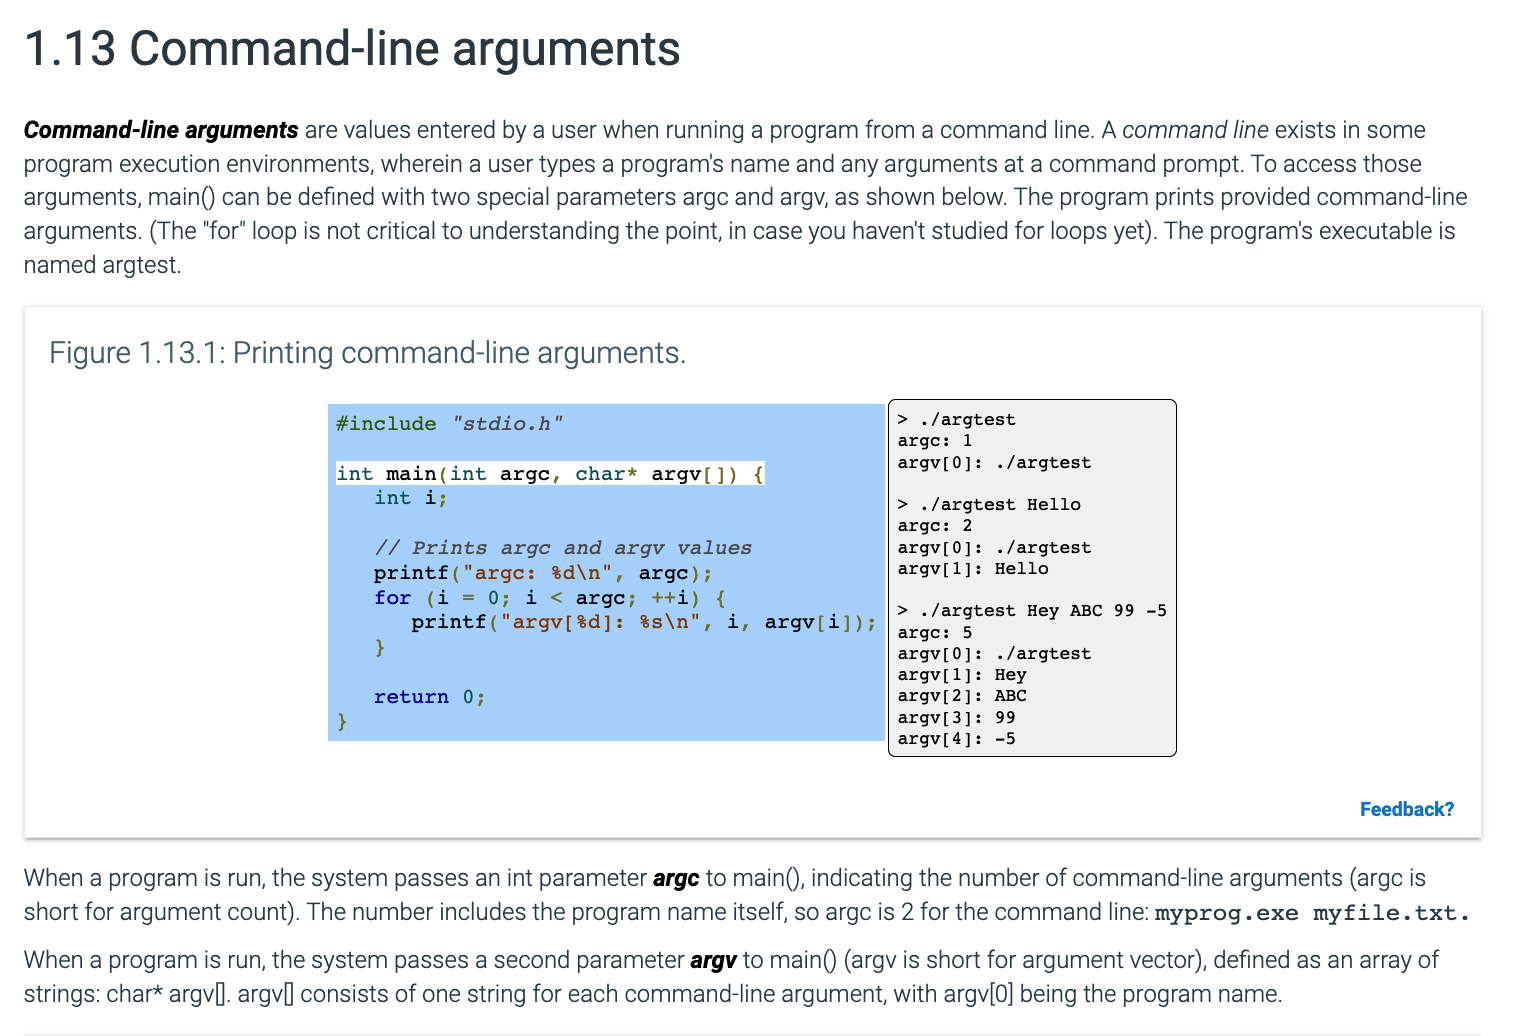 1.13 Command-line arguments
Command-line arguments are values entered by a user when running a program from a command line. A command line exists in some
program execution environments, wherein a user types a program's name and any arguments at a command prompt. To access those
arguments, main() can be defined with two special parameters argc and argv, as shown below. The program prints provided command-line
arguments. (The "for" loop is not critical to understanding the point, in case you haven't studied for loops yet). The program's executable is
named argtest.
Figure 1.13.1: Printing command-line arguments.
#include "stdio.h"
int main(int argc, char* argv[]) {
int i;
// Prints argc and argv values
printf("argc: %d\n", argc);
for (i = 0; i < argc; ++i) {
printf("argv[%d]: %s\n", i, argv[i]);
}
return 0;
}
> ./argtest
argc: 1
argv[0]: ./argtest
> ./argtest Hello
argc: 2
argv[0]: ./argtest
argv[1]: Hello
> ./argtest Hey ABC 99 -5
argc: 5
argv[0]: ./argtest
argv[1]: Hey
argv[2]: ABC
argv[3]: 99
argv[4]: -5
Feedback?
When a program is run, the system passes an int parameter argc to main(), indicating the number of command-line arguments (argc is
short for argument count). The number includes the program name itself, so argc is 2 for the command line: myprog.exe myfile.txt.
When a program is run, the system passes a second parameter argv to main() (argv is short for argument vector), defined as an array of
strings: char* argv[]. argv[] consists of one string for each command-line argument, with argv[0] being the program name.